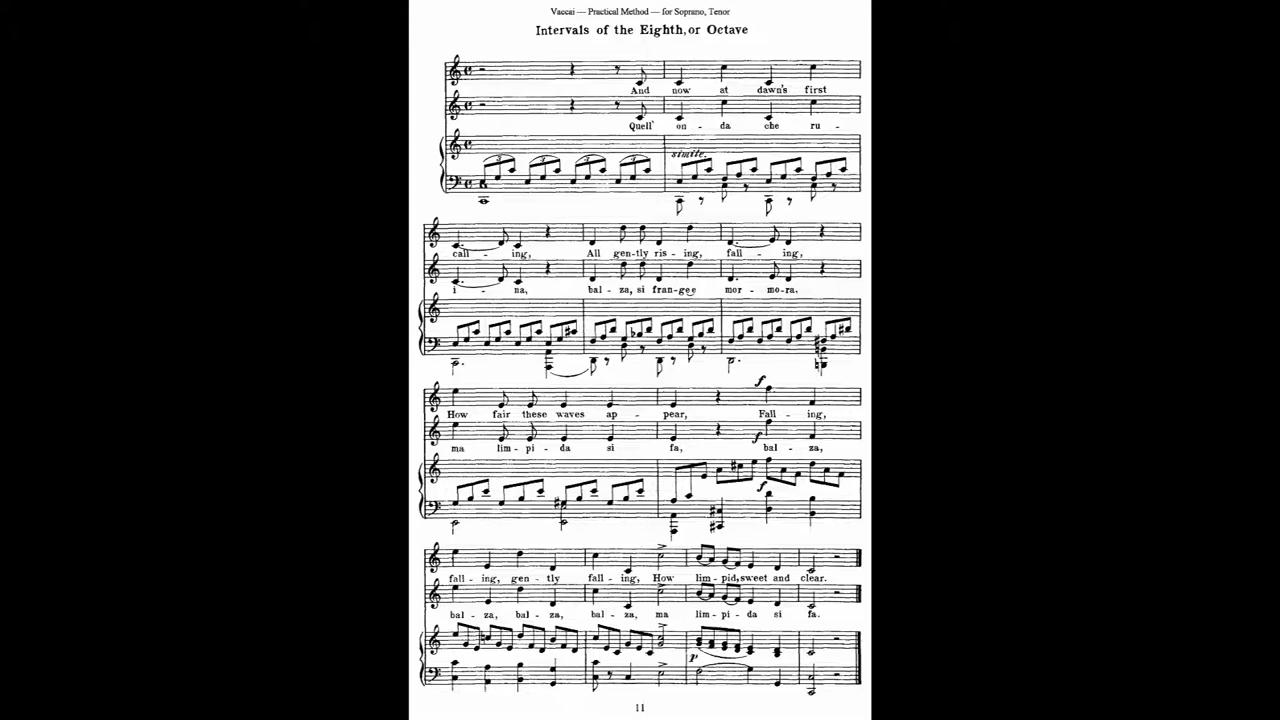 Vaccai — Practical Method — for Soprano, Tenor
Intervals of the Eighth, or Octave
And now at dawn's first
Quell' on - da che ru -
3 3 3 3 simile.
call - ing, All gen-tly ris - ing, fall - ing,
i - na, bal - za, si fran-gee mor - mo-ra.
f
How fair these waves ap - pear, Fall - ing,
f
ma lim - pi - da si fa, bal - za,
f
fall - ing, gen - tly fall - ing, How lim - pid, sweet and clear.
bal - za, bal - za, bal - za, ma lim - pi - da si fa.
p
11